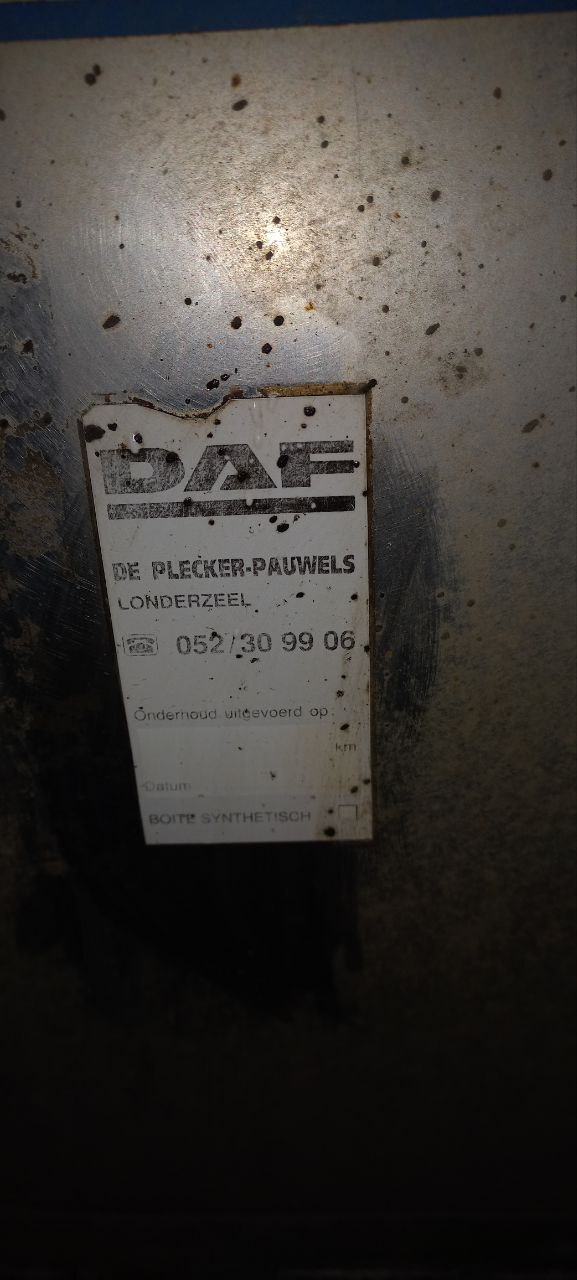 DAF
DE PLECKER-PAUWELS
LONDERZEEL
052/30 99 06
Onderhoud uitgevoerd op:
km
Datum
BOITE SYNTHETISCH